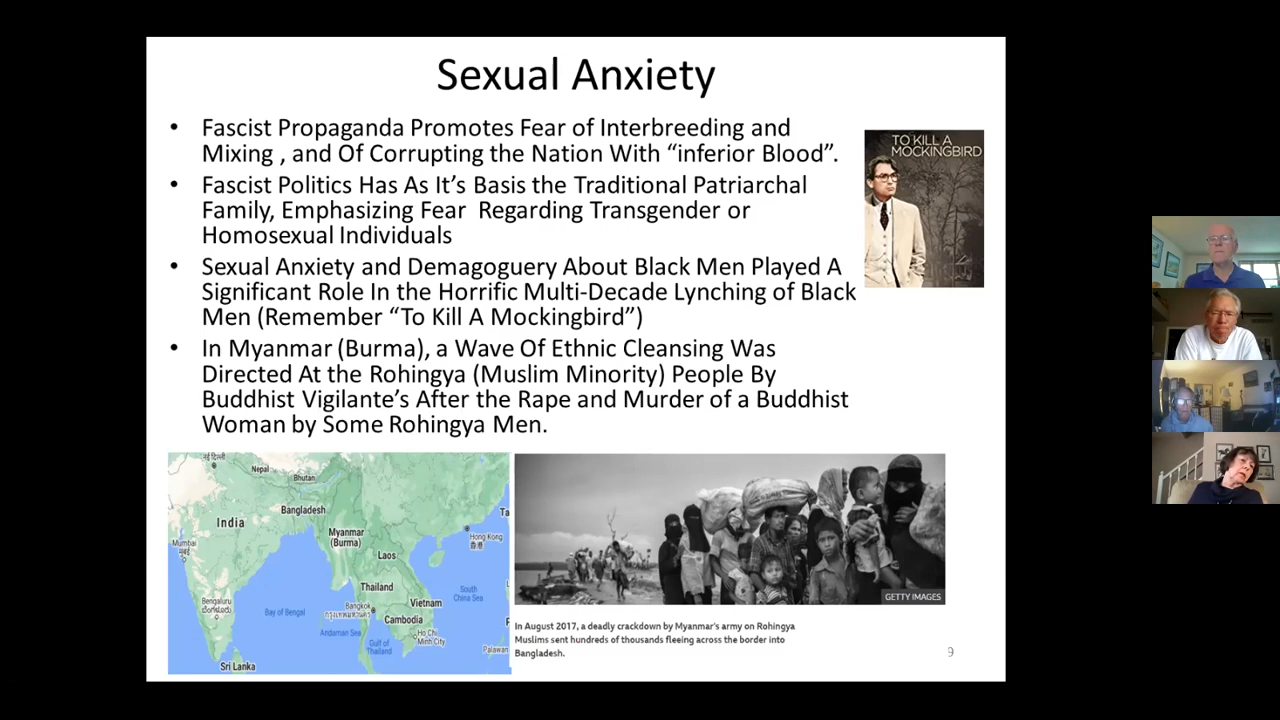 Sexual Anxiety
• Fascist Propaganda Promotes Fear of Interbreeding and
Mixing , and Of Corrupting the Nation With “inferior Blood”.
• Fascist Politics Has As It’s Basis the Traditional Patriarchal
Family, Emphasizing Fear Regarding Transgender or
Homosexual Individuals
• Sexual Anxiety and Demagoguery About Black Men Played A
Significant Role In the Horrific Multi-Decade Lynching of Black
Men (Remember “To Kill A Mockingbird”)
• In Myanmar (Burma), a Wave Of Ethnic Cleansing Was
Directed At the Rohingya (Muslim Minority) People By
Buddhist Vigilante’s After the Rape and Murder of a Buddhist
Woman by Some Rohingya Men.
TO KILL A
MOCKINGBIRD
नई दिल्ली
Nepal
Bhutan
Bangladesh
India
Myanmar
(Burma)
Mumbai
Laos
Hong Kong
香港
Ta
Thailand
Bengaluru
Bangkok
Vietnam
South
China Sea
Bay of Bengal
Cambodia
Andaman Sea
Ho Chi
Minh City
Gulf of
Thailand
Palawan
Sri Lanka
GETTY IMAGES
In August 2017, a deadly crackdown by Myanmar's army on Rohingya
Muslims sent hundreds of thousands fleeing across the border into
Bangladesh.
9